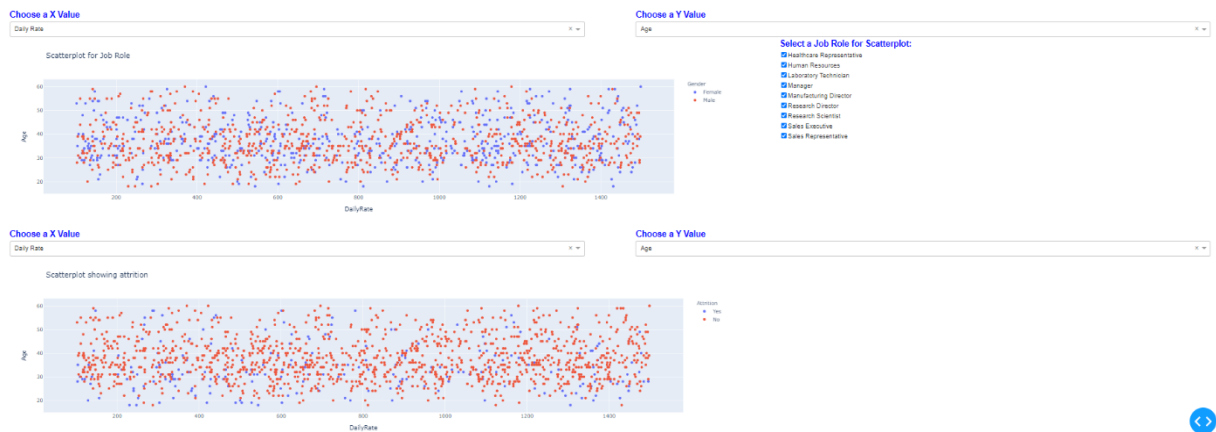 Choose a X Value
Choose a Y Value
Daily Rate
× 
Age
× 
Select a Job Role for Scatterplot:
Scatterplot for Job Role
Healthcare Representative
Human Resources
Laboratory Technician
Manager
Manufacturing Director
Research Director
Research Scientist
Sales Executive
Sales Representative
Gender
Female
Male
60
50
40
30
20
Age
200
400
600
800
1000
1200
1400
DailyRate
Choose a X Value
Choose a Y Value
Daily Rate
× 
Age
× 
Scatterplot showing attrition
Attrition
Yes
No
60
50
40
30
20
Age
200
400
600
800
1000
1200
1400
DailyRate